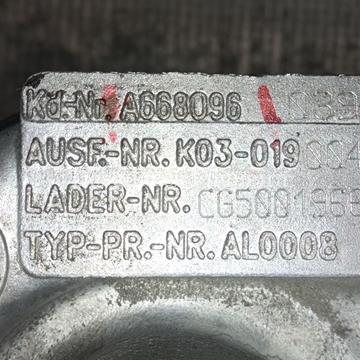 Kd.-Nr. A668096
AUSF.-NR. K03-019
LADER-NR.
TYP-PR.-NR. AL0008